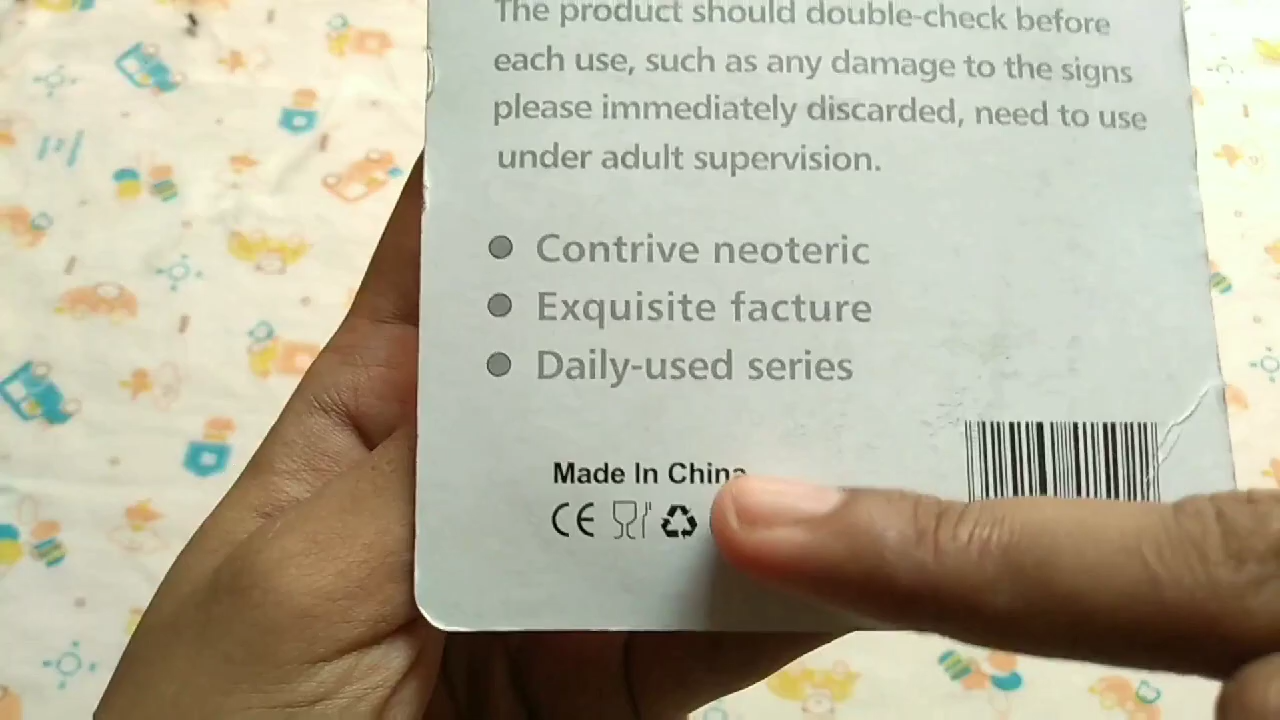 The product should double-check before
each use, such as any damage to the signs
please immediately discarded, need to use
under adult supervision.
Contrive neoteric
Exquisite facture
Daily-used series
Made In China
CE